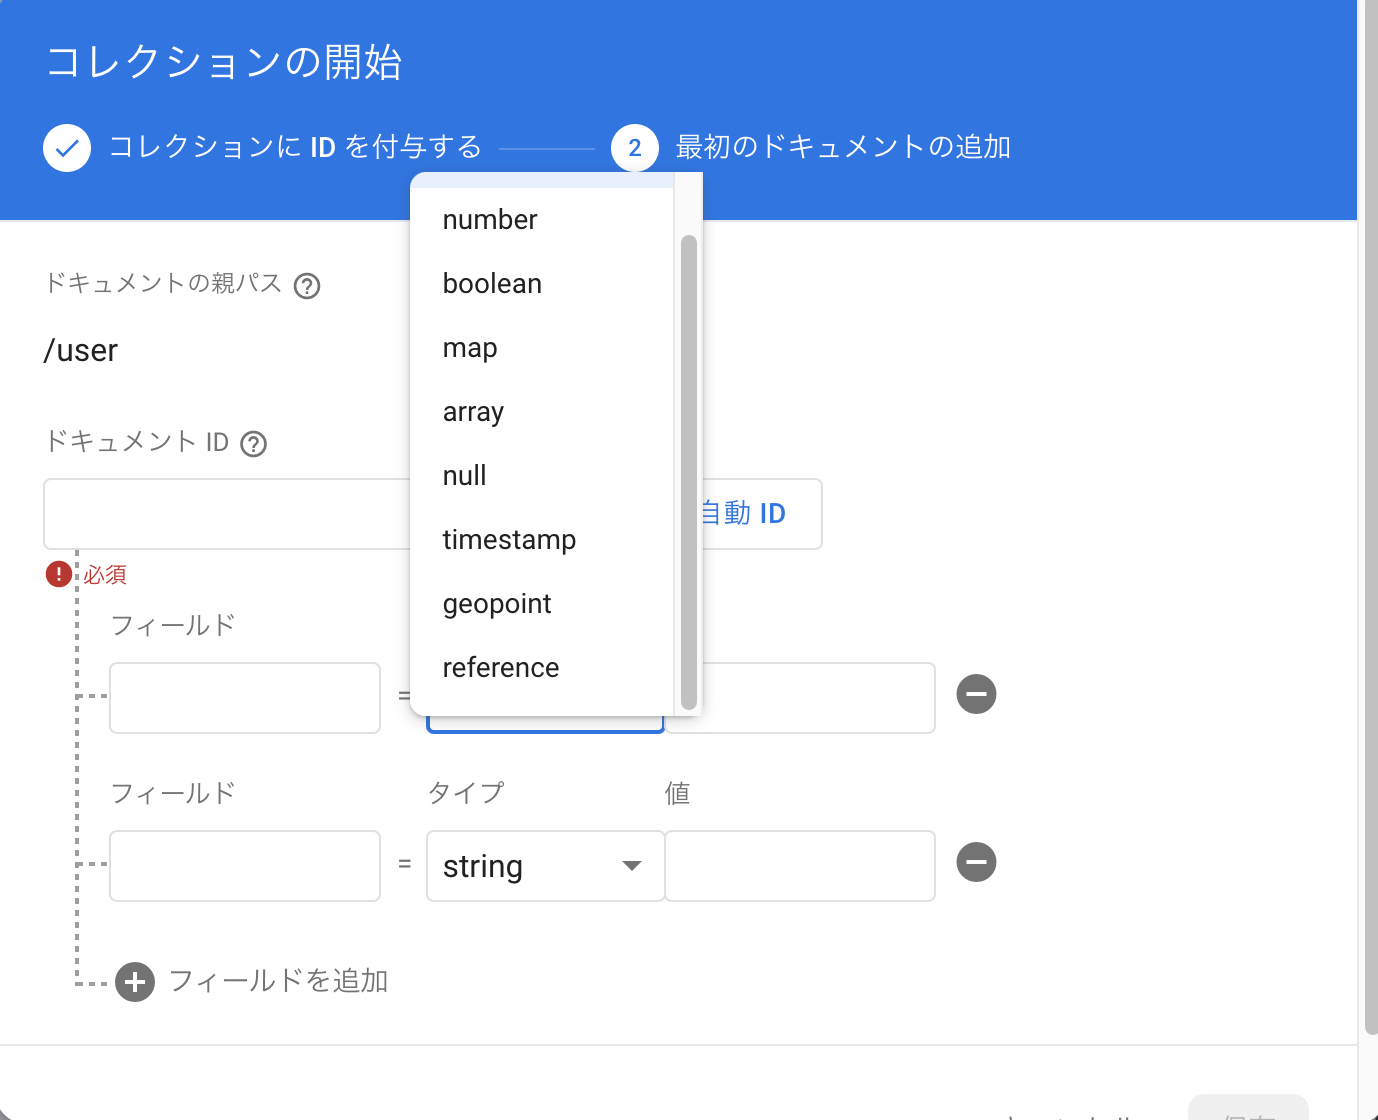 コレクションの開始
コレクションに ID を付与する
2 最初のドキュメントの追加
ドキュメントの親パス ?
/user
ドキュメント ID ?
自動 ID
! 必須
number
boolean
map
array
null
timestamp
geopoint
reference
フィールド
=
フィールド タイプ 値
= string
フィールドを追加